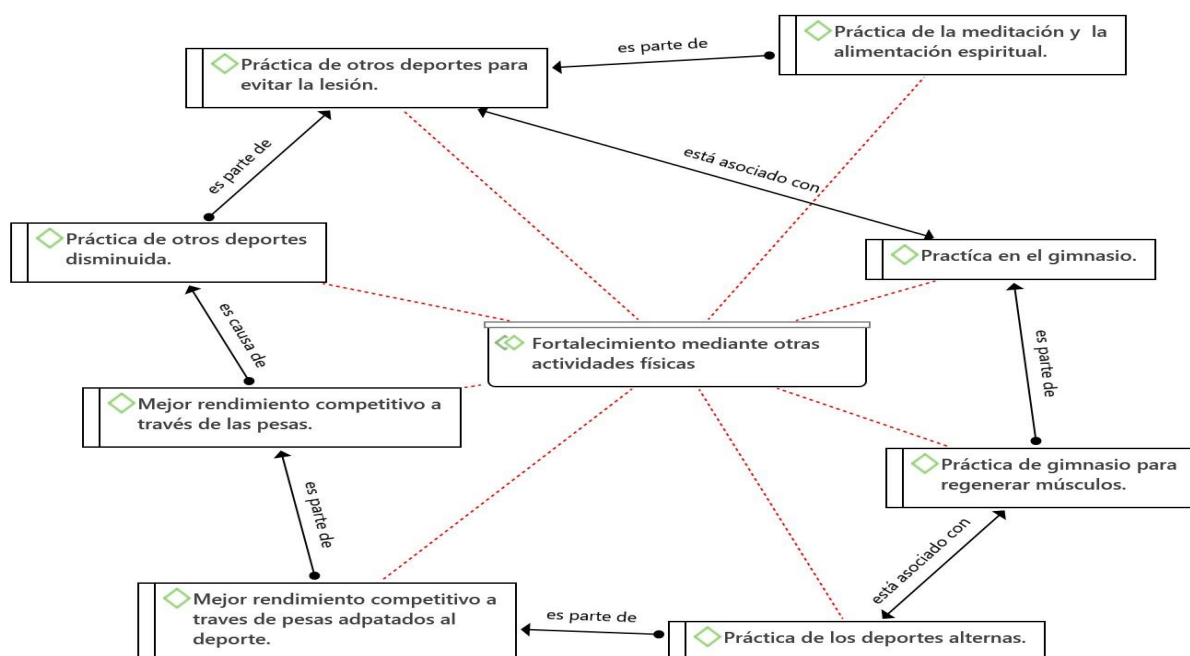 Práctica de la meditación y la
alimentación espiritual.
es parte de
Práctica de otros deportes para
evitar la lesión.
es parte de
está asociado con
Práctica de otros deportes
disminuida.
Practíca en el gimnasio.
es causa de
Fortalecimiento mediante otras
actividades físicas
es parte de
Mejor rendimiento competitivo a
través de las pesas.
Práctica de gimnasio para
regenerar músculos.
es parte de
está asociado con
Mejor rendimiento competitivo a
traves de pesas adpatados al
deporte.
es parte de
Práctica de los deportes alternas.